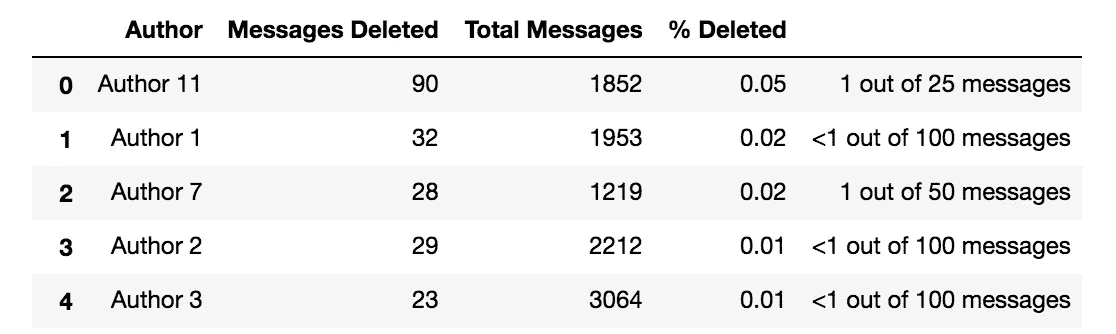 Author Messages Deleted Total Messages % Deleted
0 Author 11 90 1852 0.05 1 out of 25 messages
1 Author 1 32 1953 0.02 <1 out of 100 messages
2 Author 7 28 1219 0.02 1 out of 50 messages
3 Author 2 29 2212 0.01 <1 out of 100 messages
4 Author 3 23 3064 0.01 <1 out of 100 messages